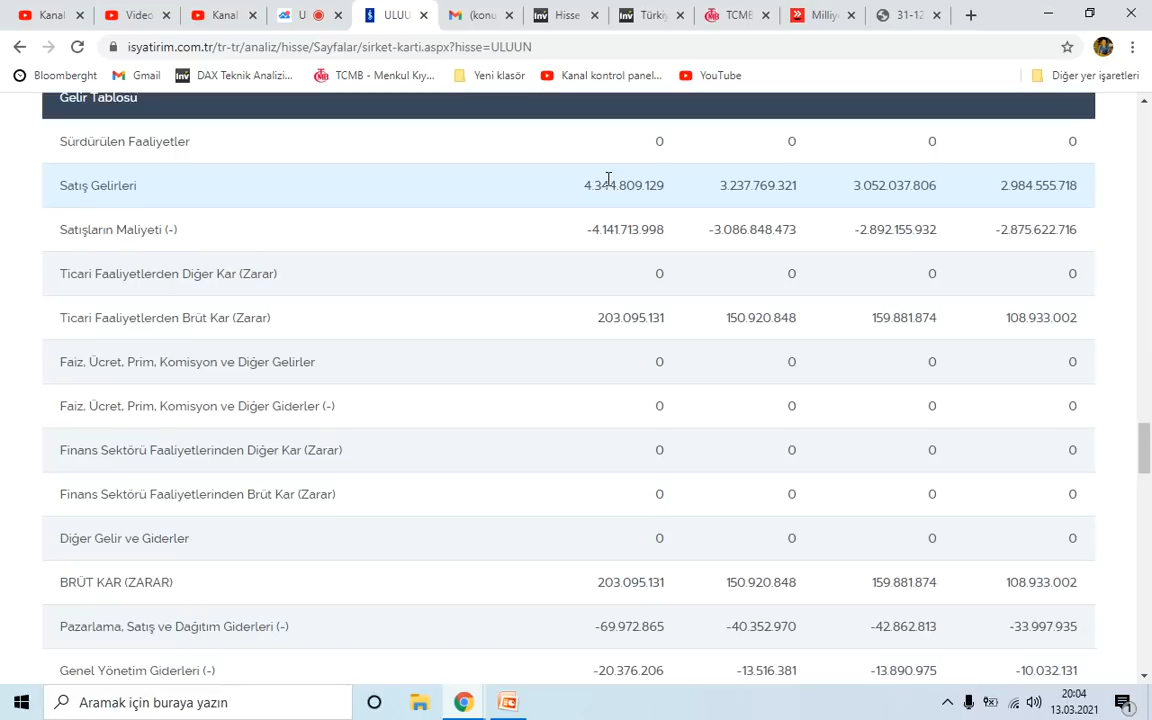 Kanal
Video
Kanal
U
ULUU
(konu
Hisse
Türkiy
TCMB
Milliye
31-12
isyatirim.com.tr/tr-tr/analiz/hisse/Sayfalar/sirket-karti.aspx?hisse=ULUUN
Bloomberght
Gmail
DAX Teknik Analizi...
TCMB - Menkul Kıy...
Yeni klasör
Kanal kontrol panel...
YouTube
Diğer yer işaretleri
Gelir Tablosu
Sürdürülen Faaliyetler 0 0 0 0
Satış Gelirleri 4.344.809.129 3.237.769.321 3.052.037.806 2.984.555.718
Satışların Maliyeti (-) -4.141.713.998 -3.086.848.473 -2.892.155.932 -2.875.622.716
Ticari Faaliyetlerden Diğer Kar (Zarar) 0 0 0 0
Ticari Faaliyetlerden Brüt Kar (Zarar) 203.095.131 150.920.848 159.881.874 108.933.002
Faiz, Ücret, Prim, Komisyon ve Diğer Gelirler 0 0 0 0
Faiz, Ücret, Prim, Komisyon ve Diğer Giderler (-) 0 0 0 0
Finans Sektörü Faaliyetlerinden Diğer Kar (Zarar) 0 0 0 0
Finans Sektörü Faaliyetlerinden Brüt Kar (Zarar) 0 0 0 0
Diğer Gelir ve Giderler 0 0 0 0
BRÜT KAR (ZARAR) 203.095.131 150.920.848 159.881.874 108.933.002
Pazarlama, Satış ve Dağıtım Giderleri (-) -69.972.865 -40.352.970 -42.862.813 -33.997.935
Genel Yönetim Giderleri (-) -20.376.206 -13.516.381 -13.890.975 -10.032.131
Aramak için buraya yazın
20:04
13.03.2021